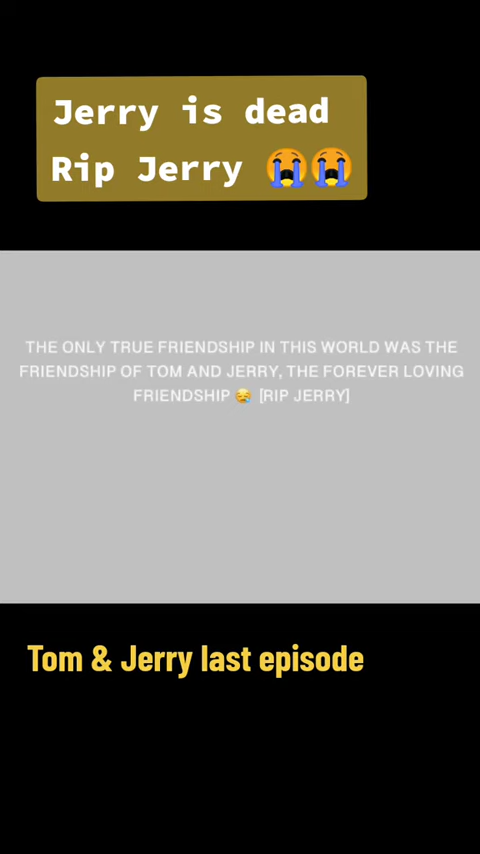 Jerry is dead
Rip Jerry 😭😭
THE ONLY TRUE FRIENDSHIP IN THIS WORLD WAS THE
FRIENDSHIP OF TOM AND JERRY, THE FOREVER LOVING
FRIENDSHIP 😪 [RIP JERRY]
Tom & Jerry last episode